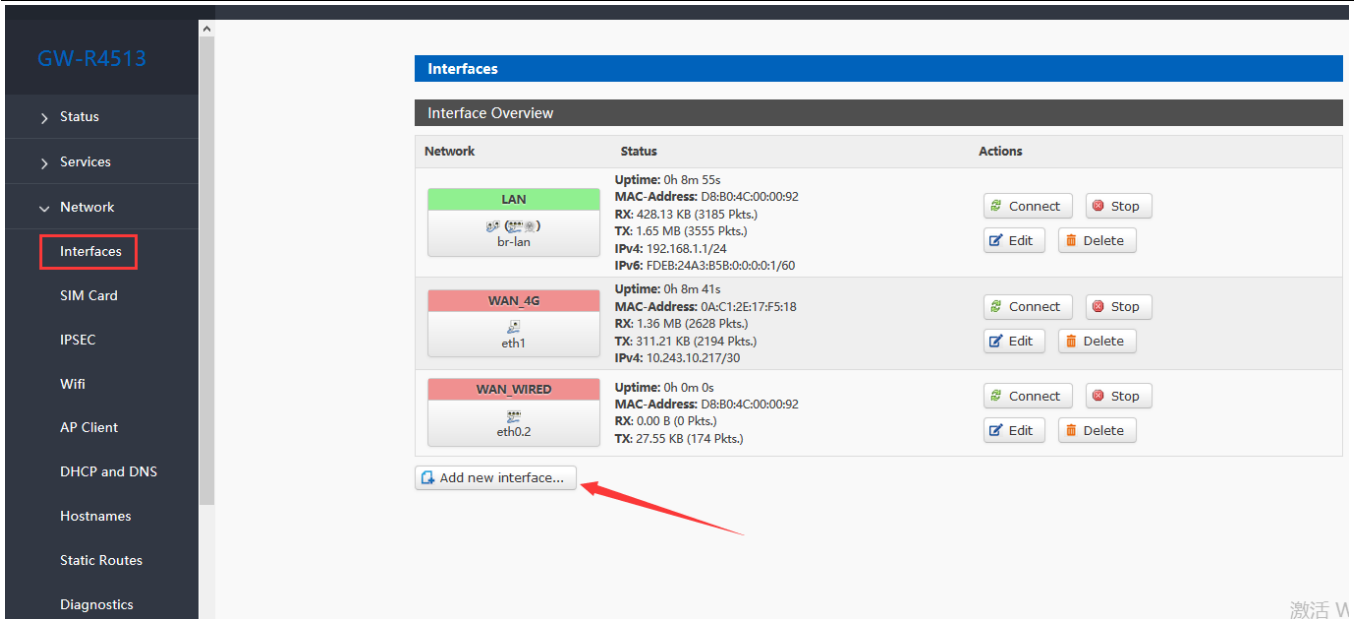 GW-R4513
Status
Services
Network
Interfaces
SIM Card
IPSEC
Wifi
AP Client
DHCP and DNS
Hostnames
Static Routes
Diagnostics
Interfaces
Interface Overview
Network Status Actions
LAN
br-lan
Uptime: 0h 8m 55s
MAC-Address: D8:B0:4C:00:00:92
RX: 428.13 KB (3185 Pkts.)
TX: 1.65 MB (3555 Pkts.)
IPv4: 192.168.1.1/24
IPv6: FDEB:24A3:B5B:0:0:0:0:1/60
Connect Stop
Edit Delete
WAN_4G
eth1
Uptime: 0h 8m 41s
MAC-Address: 0A:C1:2E:17:F5:18
RX: 1.36 MB (2628 Pkts.)
TX: 311.21 KB (2194 Pkts.)
IPv4: 10.243.10.217/30
Connect Stop
Edit Delete
WAN_WIRED
eth0.2
Uptime: 0h 0m 0s
MAC-Address: D8:B0:4C:00:00:92
RX: 0.00 B (0 Pkts.)
TX: 27.55 KB (174 Pkts.)
Connect Stop
Edit Delete
Add new interface...
激活 W